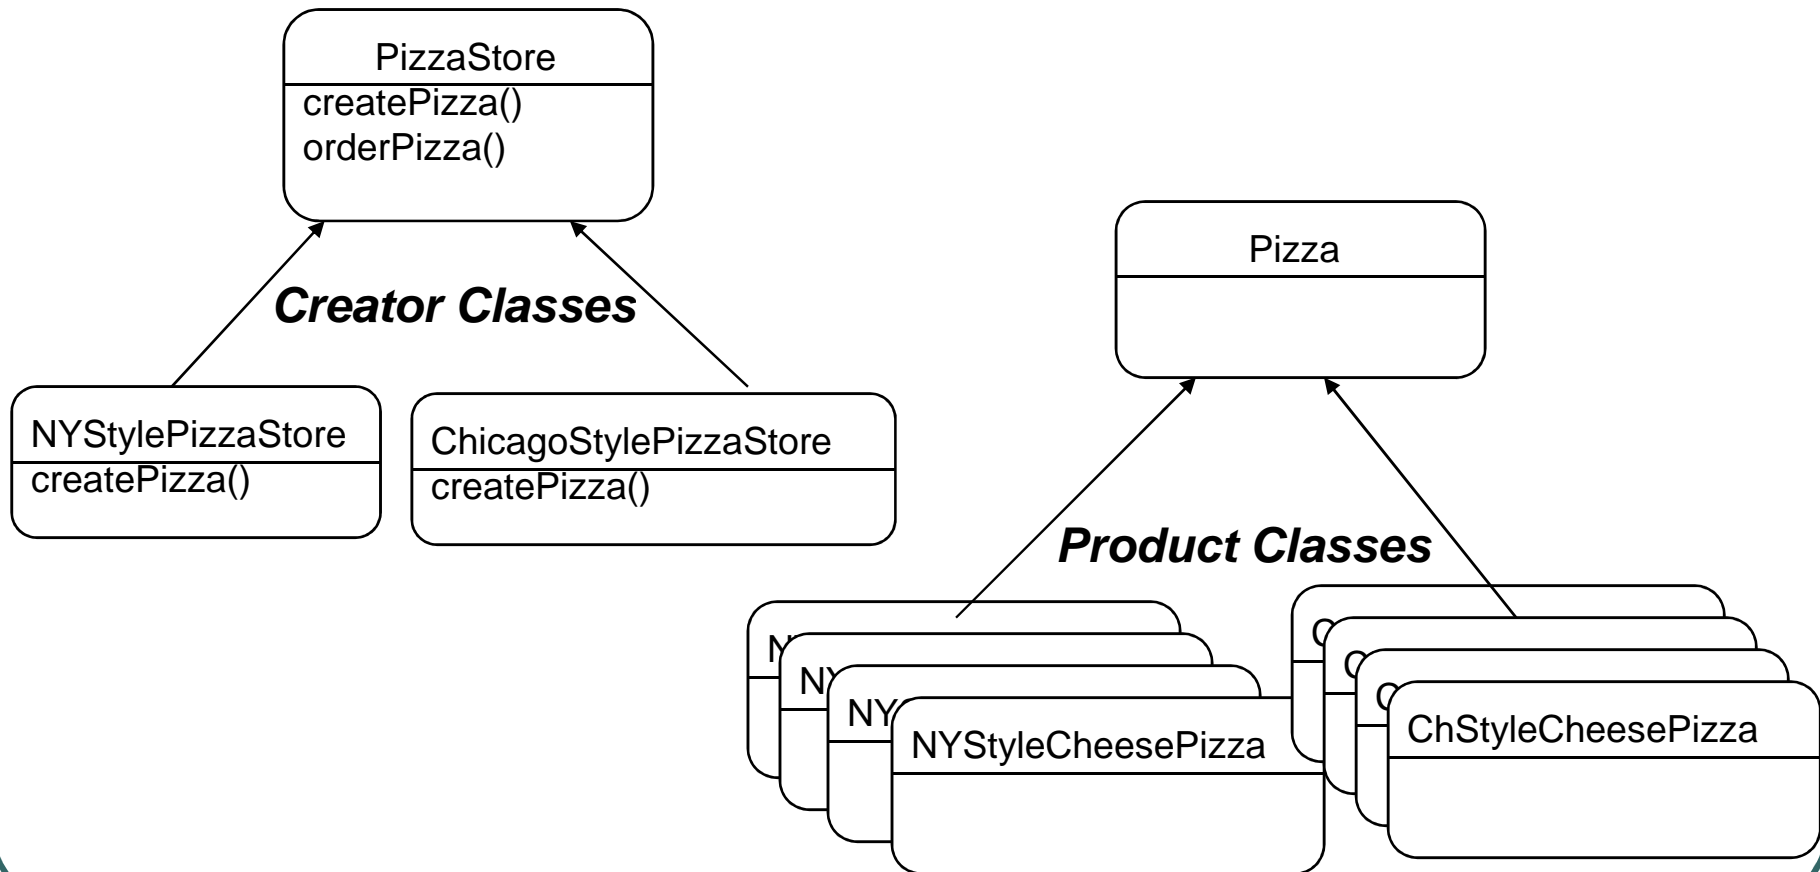 PizzaStore
createPizza()
orderPizza()
Creator Classes
NYStylePizzaStore
createPizza()
ChicagoStylePizzaStore
createPizza()
Pizza
Product Classes
NYStyleCheesePizza
ChStyleCheesePizza